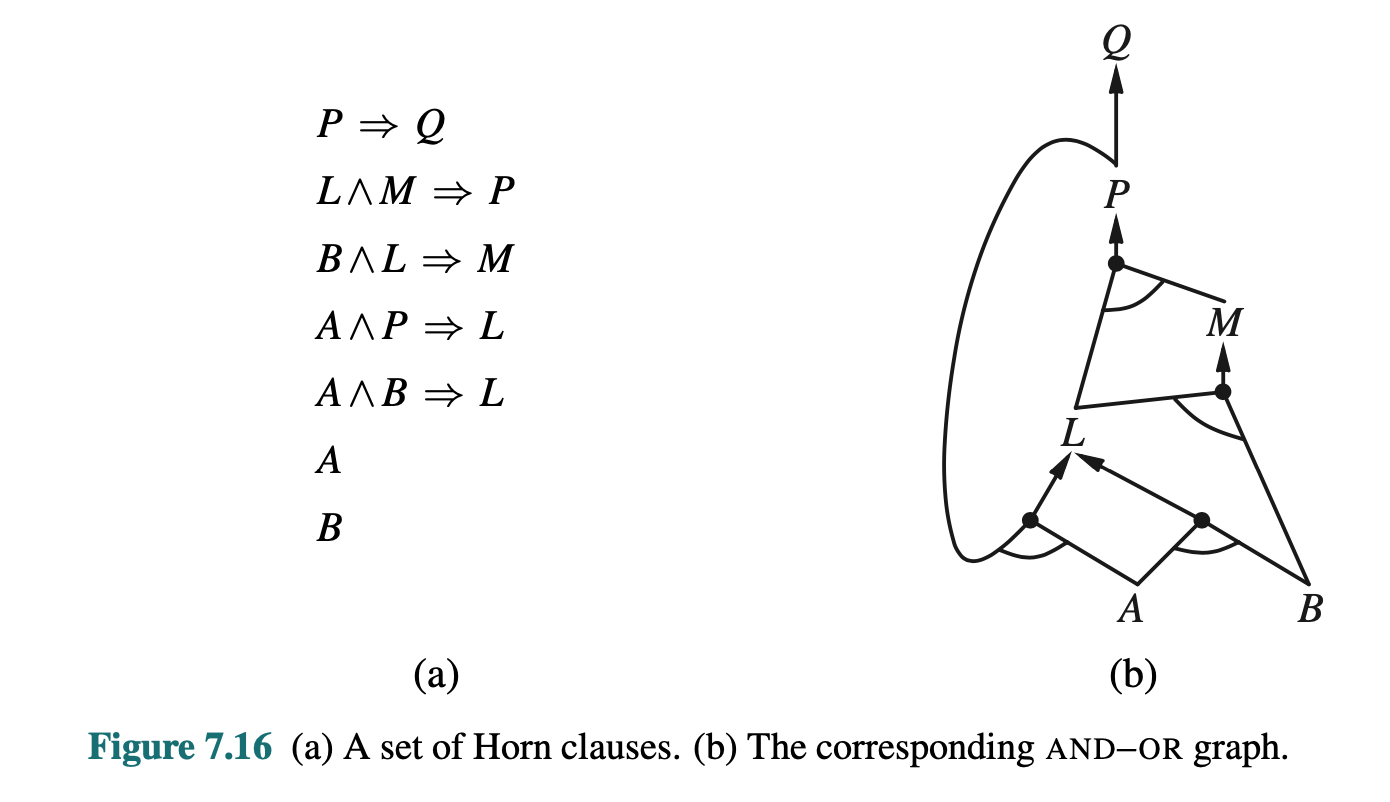 P ⇒ Q
L ∧ M ⇒ P
B ∧ L ⇒ M
A ∧ P ⇒ L
A ∧ B ⇒ L
A
B
(a)
Q
P
M
L
A B
(b)
Figure 7.16 (a) A set of Horn clauses. (b) The corresponding AND–OR graph.